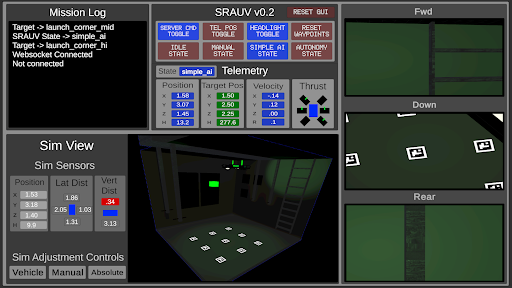 Mission Log
Target -> launch_corner_mid
SRAUV State -> simple_ai
Target -> launch_corner_hi
Websocket Connected
Not connected
SRAUV v0.2
RESET GUI
SERVER CMD TOGGLE
TEL POS TOGGLE
HEADLIGHT TOGGLE
RESET WAYPOINTS
IDLE STATE
MANUAL STATE
SIMPLE AI STATE
AUTONOMY STATE
State simple_ai Telemetry
Position Target Pos Velocity Thrust
X 1.58 X 1.50 X -.14
Y 3.07 Y 2.50 Y .12
Z 1.45 Z 2.25 Z .00
H 13.2 H 277.6 R .1
Fwd
Down
Rear
Sim View
Sim Sensors
Position Lat Dist Vert Dist
X 1.53
Y 3.18
Z 1.40
H 9.9
1.86
2.05 1.03
1.31
.34
3.13
Sim Adjustment Controls
Vehicle Manual Absolute